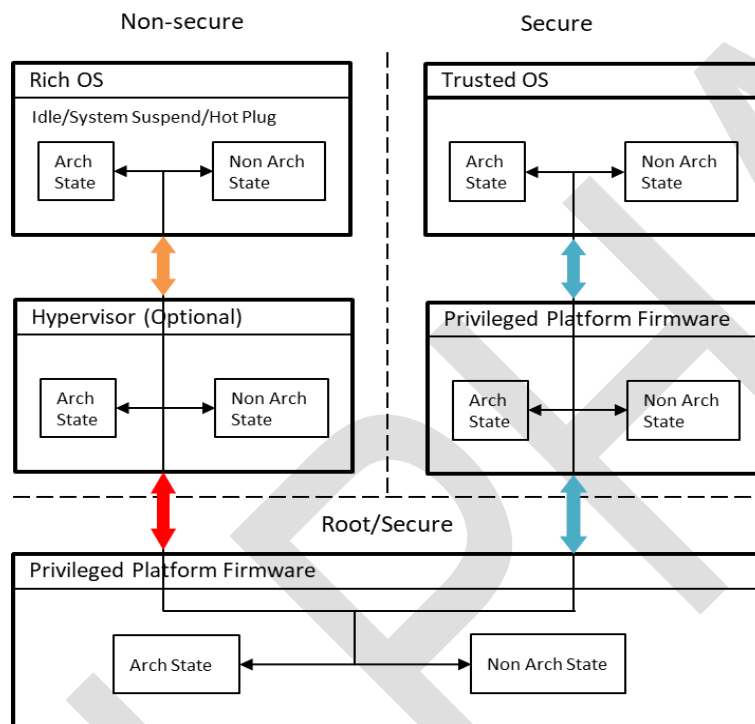 Non-secure
Secure
Rich OS
Idle/System Suspend/Hot Plug
Arch
State
Non Arch
State
Trusted OS
Arch
State
Non Arch
State
Hypervisor (Optional)
Arch
State
Non Arch
State
Privileged Platform Firmware
Arch
State
Non Arch
State
Root/Secure
Privileged Platform Firmware
Arch State
Non Arch State